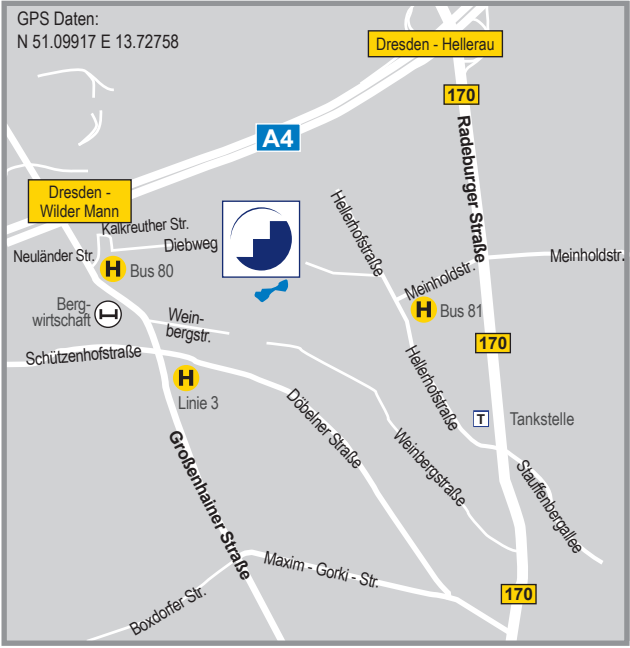 GPS Daten:
N 51.09917 E 13.72758
Dresden - Hellerau
170
A4
Radeburger Straße
Dresden -
Wilder Mann
Kalkreuther Str.
Diebweg
Neuländer Str.
H Bus 80
Hellerhofstraße
Meinholdstr.
Meinholdstr.
H Bus 81
Berg-
wirtschaft
H
Wein-
bergstr.
170
Schützenhofstraße
H
Linie 3
Hellerhofstraße
Döbelner Straße
T Tankstelle
Weinbergstraße
Großenhainer Straße
Stauffenbergallee
Maxim - Gorki - Str.
170
Boxdorfer Str.